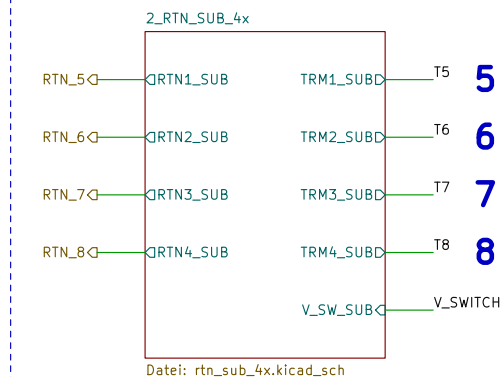 2_RTN_SUB_4x
RTN_5 RTN1_SUB TRM1_SUB T5 5
RTN_6 RTN2_SUB TRM2_SUB T6 6
RTN_7 RTN3_SUB TRM3_SUB T7 7
RTN_8 RTN4_SUB TRM4_SUB T8 8
V_SW_SUB V_SWITCH
Datei: rtn_sub_4x.kicad_sch